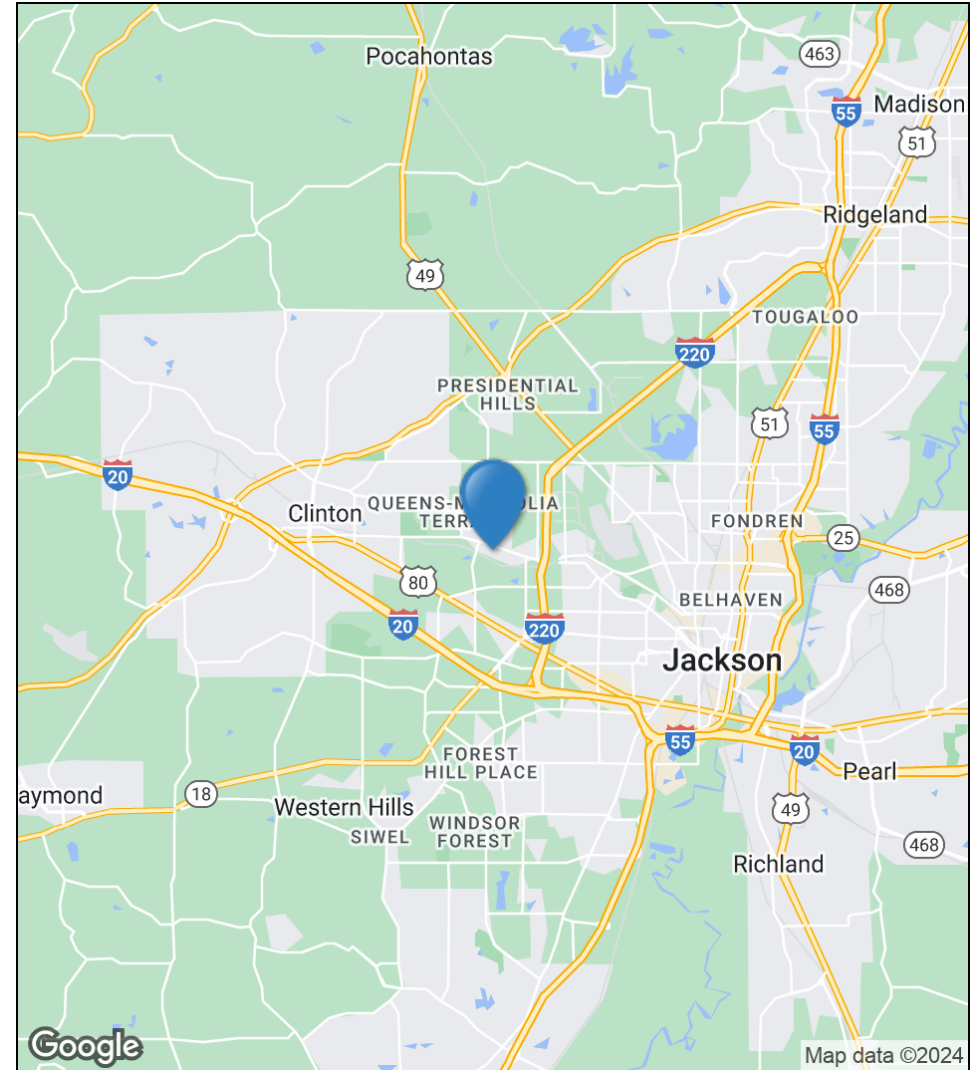 Pocahontas
463
55
Madison
51
Ridgeland
49
TOUGALOO
220
PRESIDENTIAL
HILLS
51
55
20
Clinton
FONDREN
25
80
468
BELHAVEN
20
220
Jackson
55
20
FOREST
HILL PLACE
Pearl
aymond
18
Western Hills
49
SIWEL
WINDSOR
FOREST
468
Richland
Google
Map data ©2024